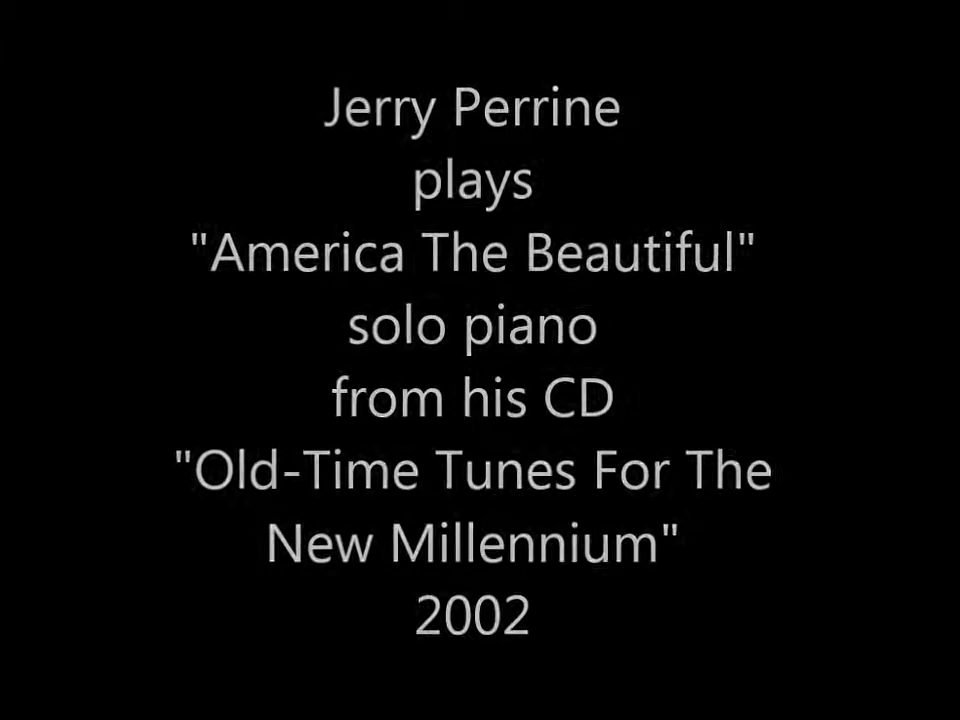 Jerry Perrine
plays
"America The Beautiful"
solo piano
from his CD
"Old-Time Tunes For The
New Millennium"
2002